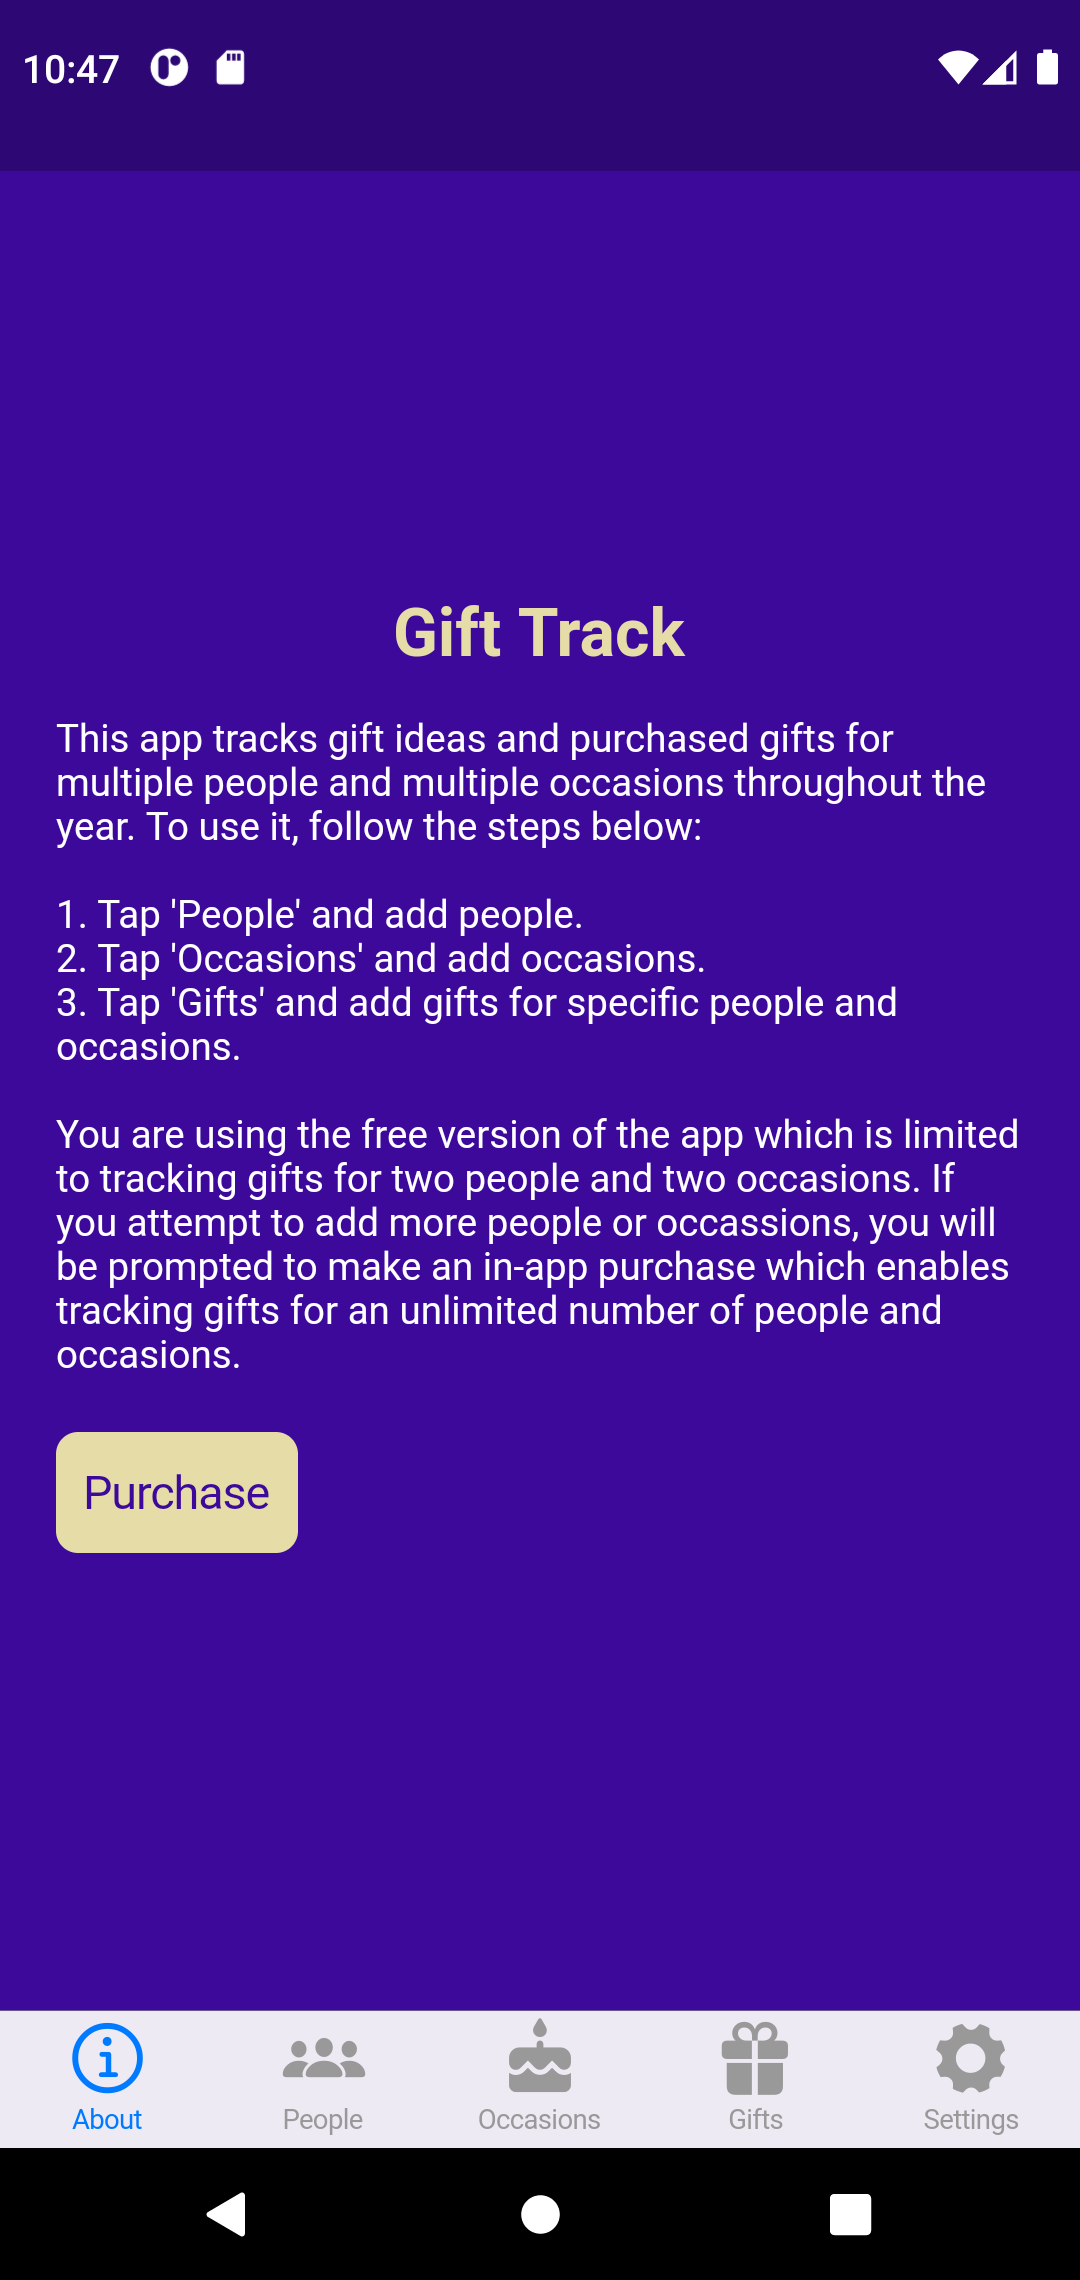 10:47
Gift Track
This app tracks gift ideas and purchased gifts for
multiple people and multiple occasions throughout the
year. To use it, follow the steps below:
1. Tap 'People' and add people.
2. Tap 'Occasions' and add occasions.
3. Tap 'Gifts' and add gifts for specific people and
occasions.
You are using the free version of the app which is limited
to tracking gifts for two people and two occasions. If
you attempt to add more people or occassions, you will
be prompted to make an in-app purchase which enables
tracking gifts for an unlimited number of people and
occasions.
Purchase
About
People
Occasions
Gifts
Settings